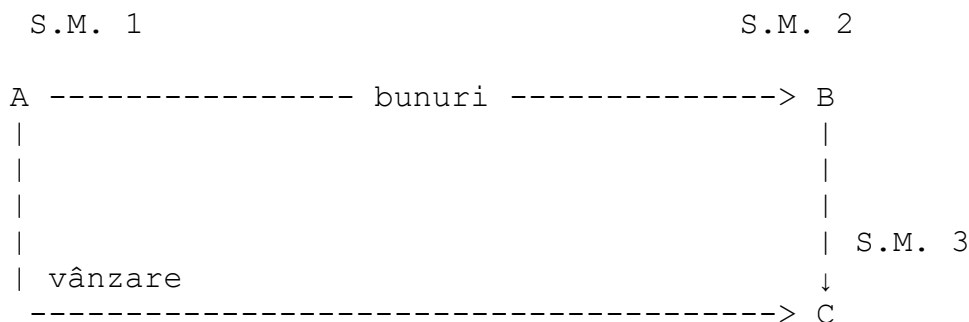 S.M. 1 S.M. 2
A ---------------- bunuri --------------> B
| |
| |
| |
| | S.M. 3
| vânzare ↓
---------------------------------------> C